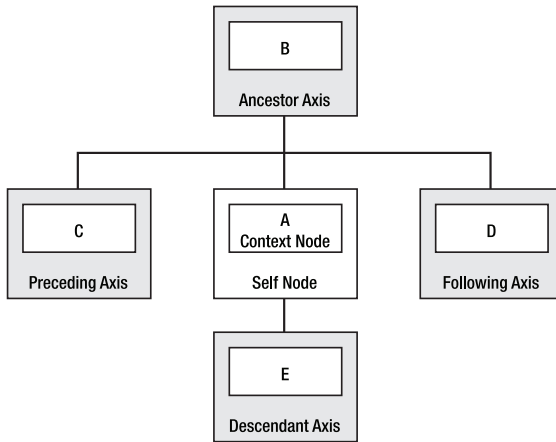 B
Ancestor Axis
C
Preceding Axis
A
Context Node
Self Node
D
Following Axis
E
Descendant Axis